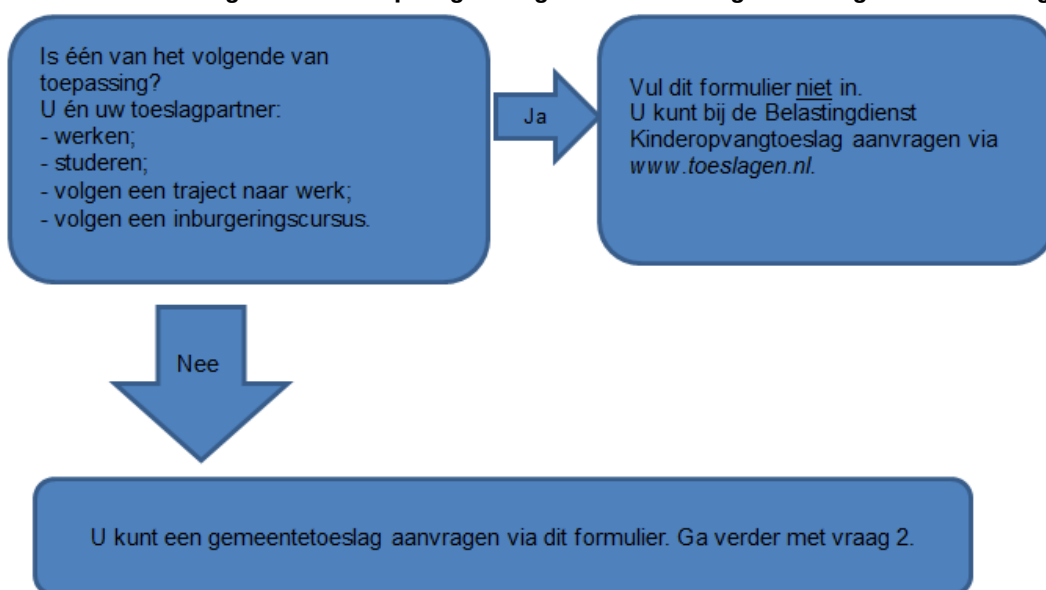 Is één van het volgende van
toepassing?
U én uw toeslagpartner:
- werken;
- studeren;
- volgen een traject naar werk;
- volgen een inburgeringscursus.
Ja
Vul dit formulier niet in.
U kunt bij de Belastingdienst
Kinderopvangtoeslag aanvragen via
www.toeslagen.nl.
Nee
U kunt een gemeentetoeslag aanvragen via dit formulier. Ga verder met vraag 2.